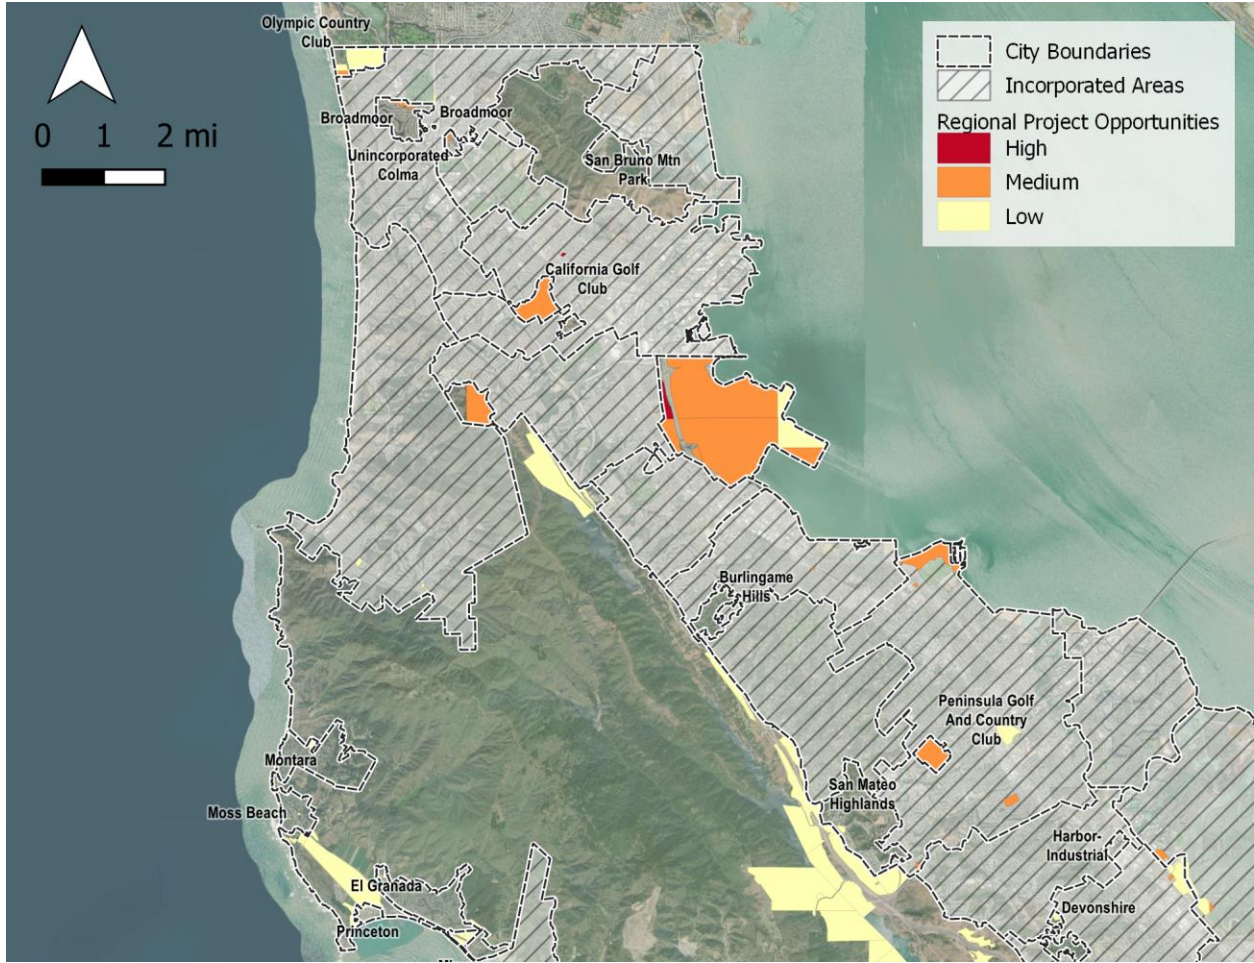 Olympic Country
Club
City Boundaries
Incorporated Areas
Regional Project Opportunities
High
Medium
Low
0 1 2 mi
Broadmoor
Broadmoor
Unincorporated
Colma
San Bruno Mtn
Park
California Golf
Club
Burlingame
Hills
Peninsula Golf
And Country
Club
Montara
San Mateo
Highlands
Moss Beach
Harbor-
Industrial
El Granada
Devonshire
Princeton